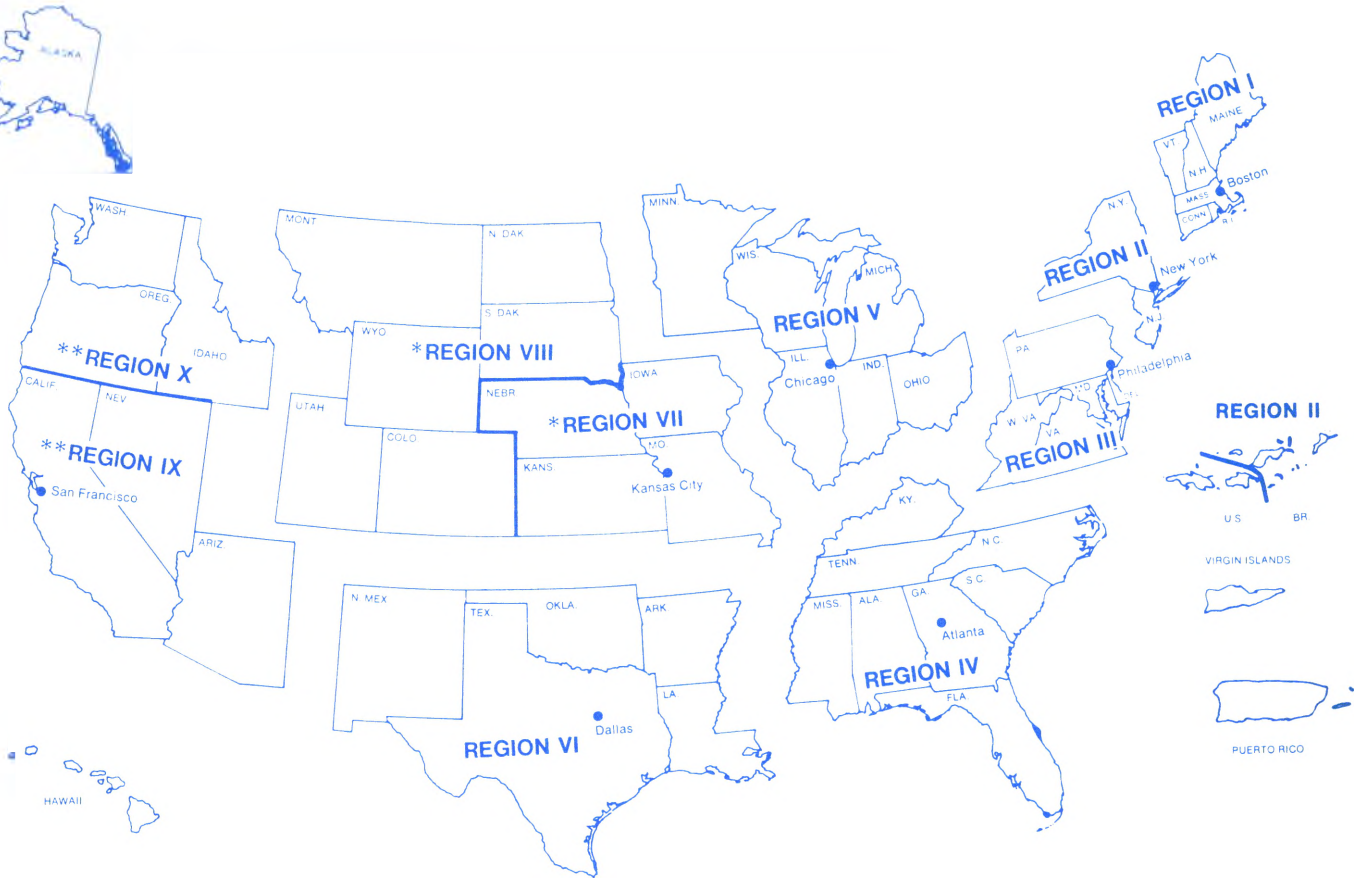 ALASKA
REGION I
MAINE
VT.
N.H.
Boston
MASS.
CONN.
R.I.
WASH
MONT
N DAK
MINN.
N.Y.
WIS.
MICH.
REGION II
New York
OREG.
S DAK
N.J.
WYO
REGION V
IDAHO
*REGION VIII
**REGION X
PA
ILL.
IND.
Philadelphia
IOWA
Chicago
OHIO
CALIF.
NEV
NEBR
MD
DEL
UTAH
REGION II
*REGION VII
W VA
VA
COLO
MO
REGION III
**REGION IX
KANS.
Kansas City
San Francisco
KY.
U S
BR
ARIZ.
N.C.
VIRGIN ISLANDS
TENN
S.C.
N MEX
TEX.
OKLA.
ARK
MISS.
ALA.
GA.
Atlanta
REGION IV
LA
FLA.
Dallas
REGION VI
PUERTO RICO
HAWAII